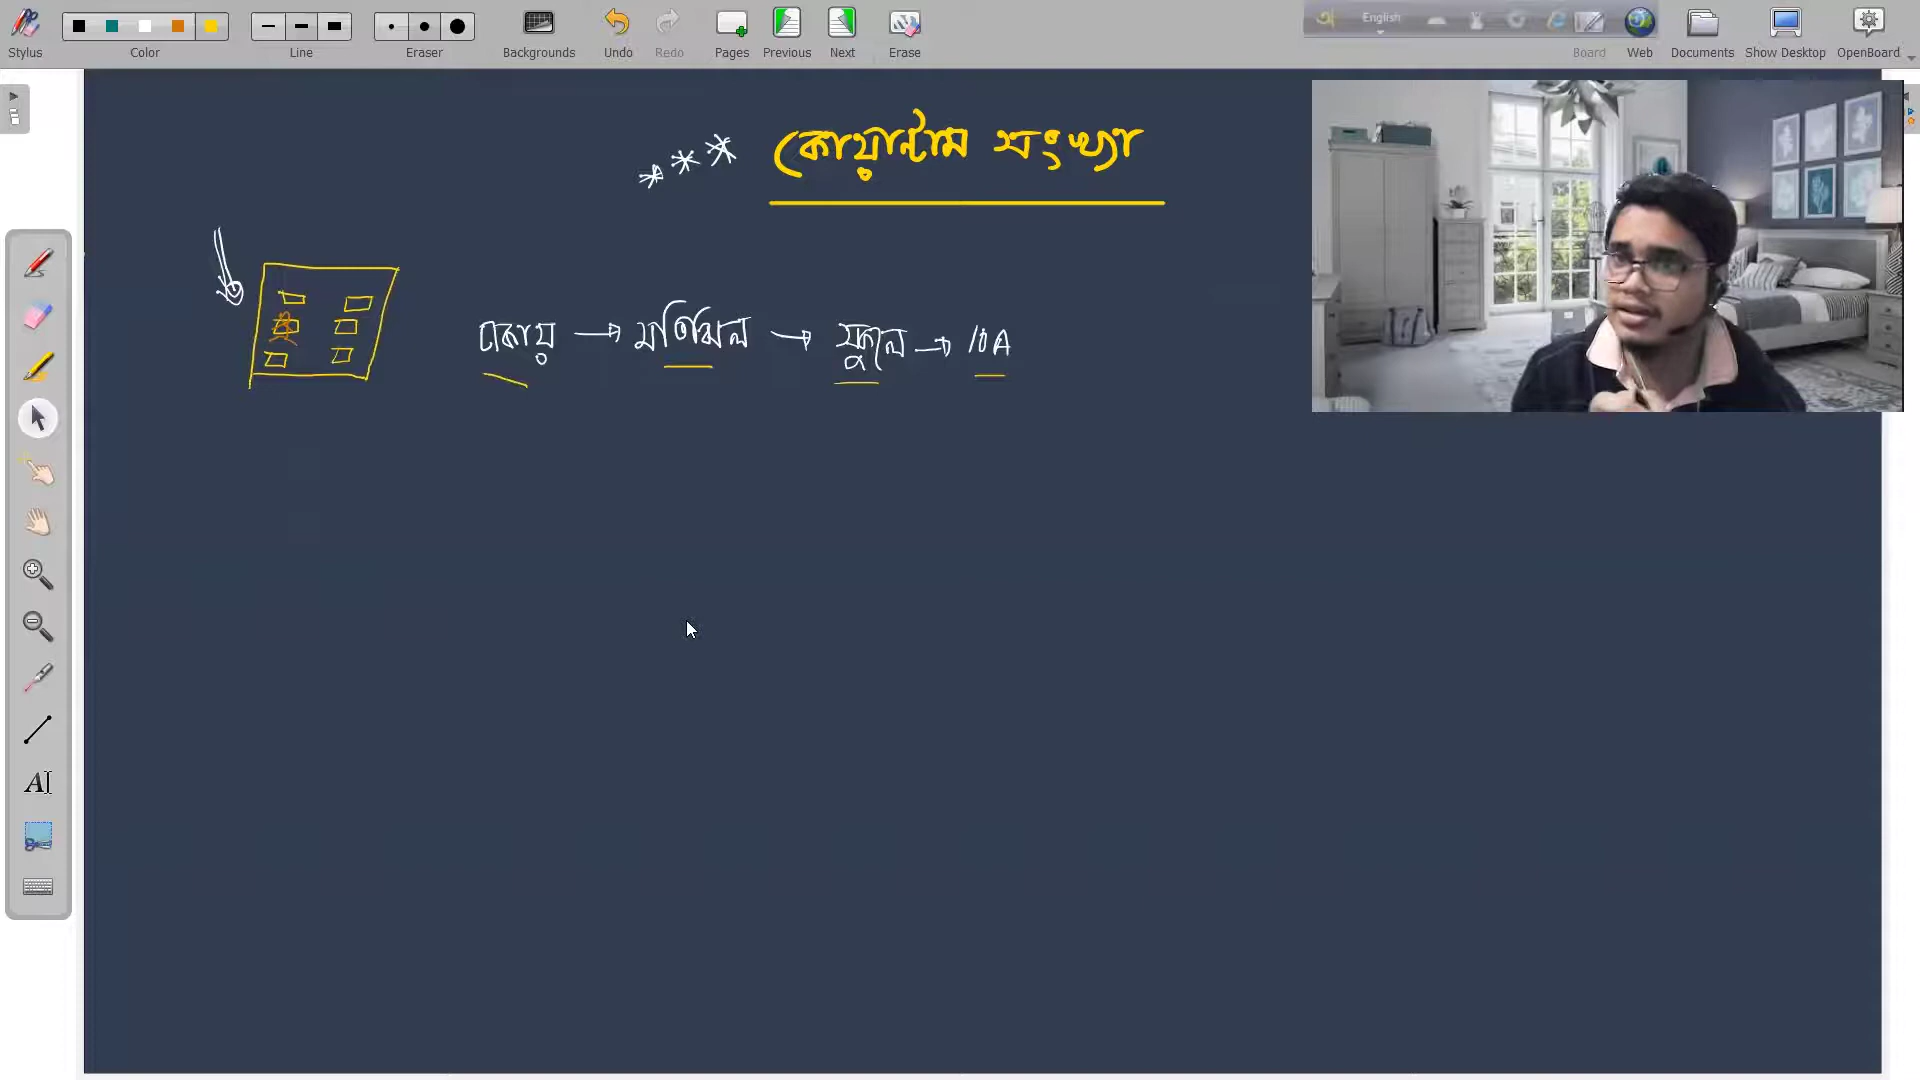 Stylus Color Line Eraser Backgrounds Undo Redo Pages Previous Next Erase English Board Web Documents Show Desktop OpenBoard
*** কোয়ান্টাম সংখ্যা
ঢাকায় → মতিঝিল → স্কুলে → 10A